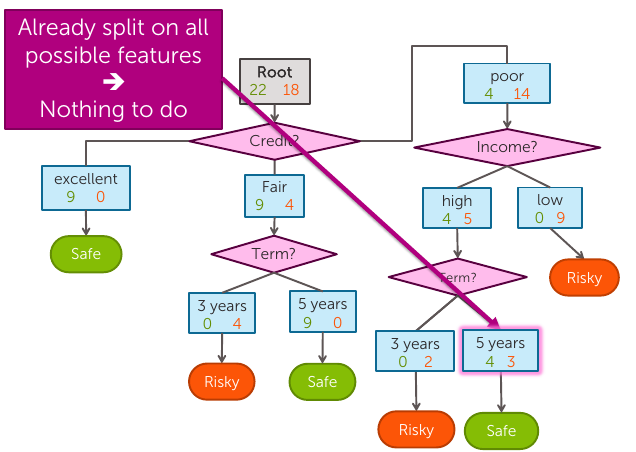 Already split on all
possible features
➔
Nothing to do
Root
22 18
poor
4 14
Credit?
Income?
excellent
9 0
Fair
9 4
high
4 5
low
0 9
Safe
Term?
Term?
Risky
3 years
0 4
5 years
9 0
3 years
0 2
5 years
4 3
Risky
Safe
Risky
Safe